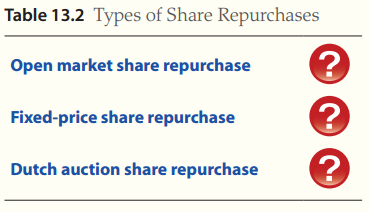 Table 13.2 Types of Share Repurchases
Open market share repurchase ?
Fixed-price share repurchase ?
Dutch auction share repurchase ?